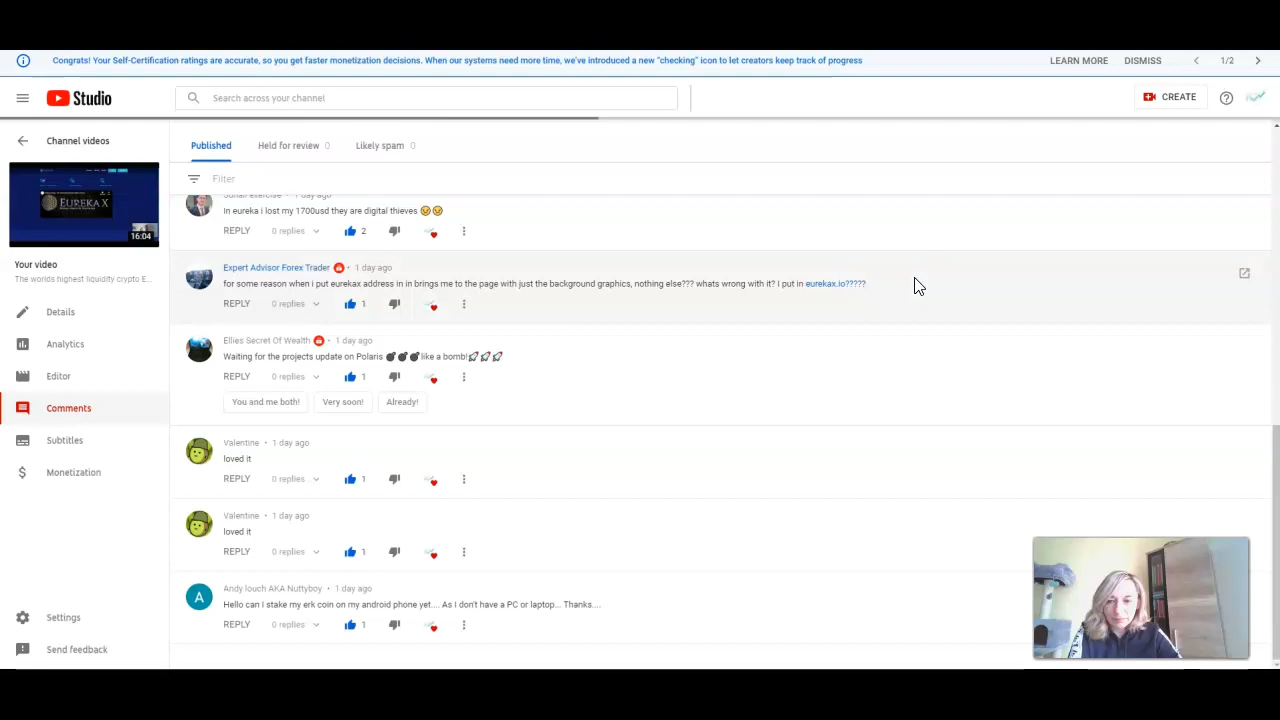 Congrats! Your Self-Certification ratings are accurate, so you get faster monetization decisions. When our systems need more time, we've introduced a new "checking" icon to let creators keep track of progress
LEARN MORE
DISMISS
1/2
Studio
Search across your channel
CREATE
Channel videos
EUREKA X
16:04
Your video
The worlds highest liquidity crypto E...
Details
Analytics
Editor
Comments
Subtitles
Monetization
Settings
Send feedback
Published
Held for review 0
Likely spam 0
Filter
1 day ago
In eureka i lost my 1700usd they are digital thieves 😠😠
REPLY 0 replies 2
Expert Advisor Forex Trader • 1 day ago
for some reason when i put eurekax address in in brings me to the page with just the background graphics, nothing else??? whats wrong with it? I put in eurekax.io?????
REPLY 0 replies 1
Ellies Secret Of Wealth • 1 day ago
Waiting for the projects update on Polaris 💣💣💣like a bomb!🚀🚀🚀
REPLY 0 replies 1
You and me both! Very soon! Already!
Valentine • 1 day ago
loved it
REPLY 0 replies 1
Valentine • 1 day ago
loved it
REPLY 0 replies 1
A
Andy louch AKA Nuttyboy • 1 day ago
Hello can I stake my erk coin on my android phone yet.... As I don't have a PC or laptop... Thanks....
REPLY 0 replies 1